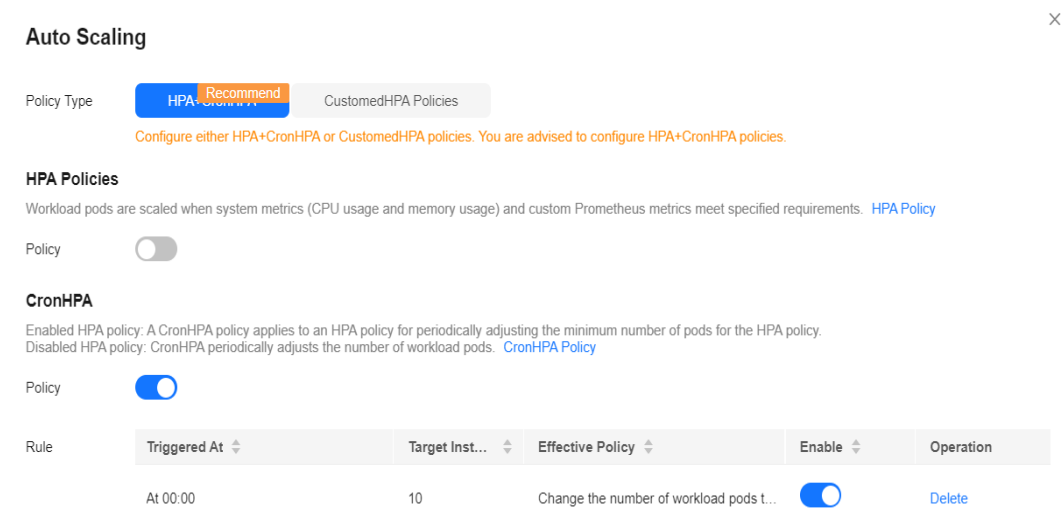 Auto Scaling
Policy Type
Recommend
CustomedHPA Policies
Configure either HPA+CronHPA or CustomedHPA policies. You are advised to configure HPA+CronHPA policies.
HPA Policies
Workload pods are scaled when system metrics (CPU usage and memory usage) and custom Prometheus metrics meet specified requirements. HPA Policy
Policy
CronHPA
Enabled HPA policy: A CronHPA policy applies to an HPA policy for periodically adjusting the minimum number of pods for the HPA policy.
Disabled HPA policy: CronHPA periodically adjusts the number of workload pods. CronHPA Policy
Policy
Rule Triggered At Target Inst... Effective Policy Enable Operation
At 00:00 10 Change the number of workload pods t... Delete